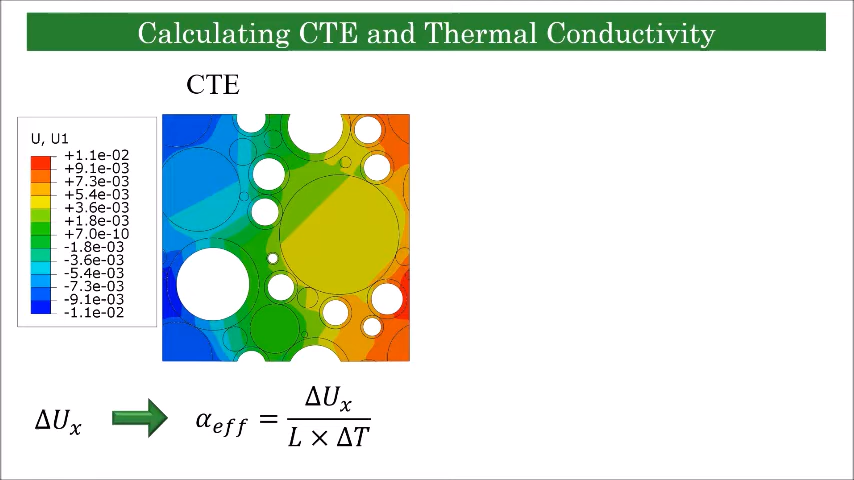 Calculating CTE and Thermal Conductivity
CTE
U, U1
+1.1e-02
+9.1e-03
+7.3e-03
+5.4e-03
+3.6e-03
+1.8e-03
+7.0e-10
-1.8e-03
-3.6e-03
-5.4e-03
-7.3e-03
-9.1e-03
-1.1e-02
ΔUₓ
α_eff = ΔUₓ / (L × ΔT)